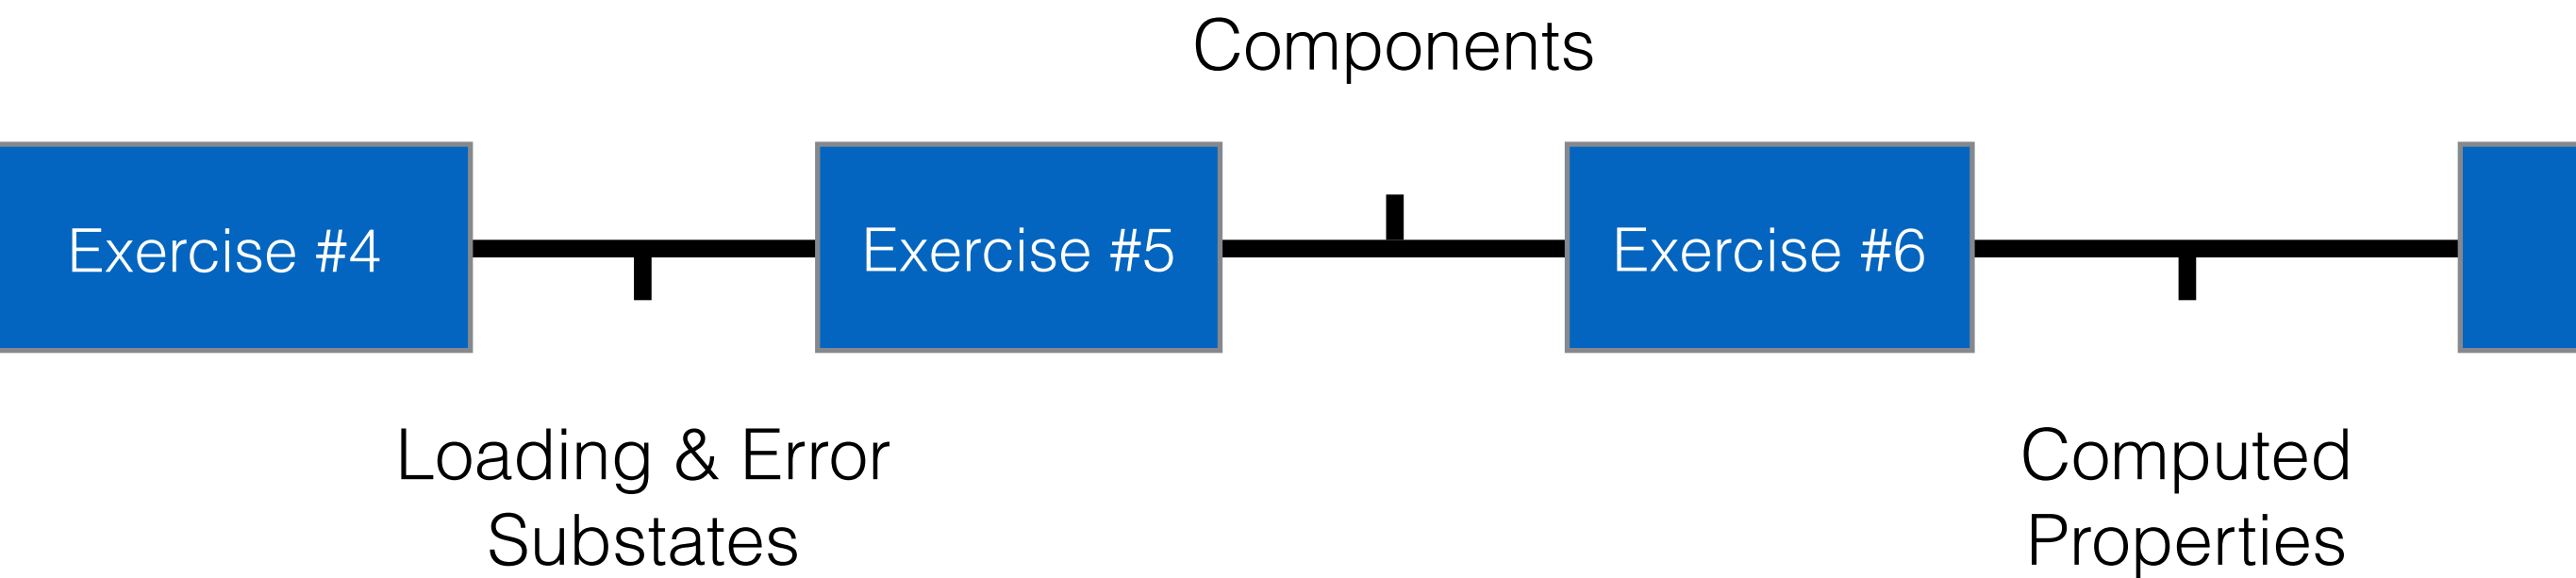 Components
Exercise #4
Exercise #5
Exercise #6
Loading & Error
Substates
Computed
Properties